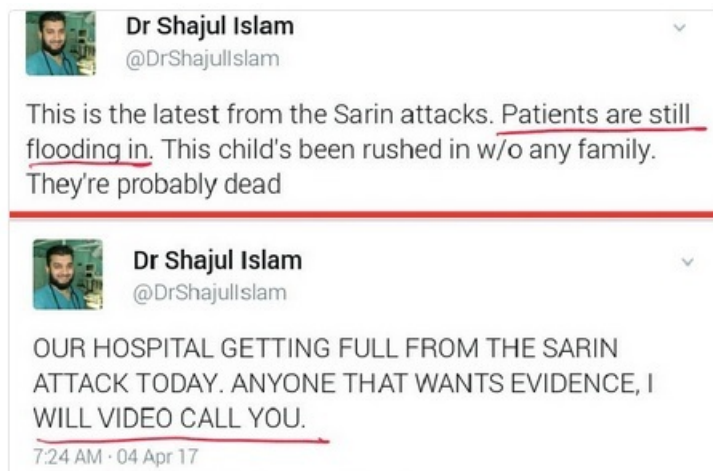 Dr Shajul Islam
@DrShajulIslam
This is the latest from the Sarin attacks. Patients are still
flooding in. This child's been rushed in w/o any family.
They're probably dead
Dr Shajul Islam
@DrShajulIslam
OUR HOSPITAL GETTING FULL FROM THE SARIN
ATTACK TODAY. ANYONE THAT WANTS EVIDENCE, I
WILL VIDEO CALL YOU.
7:24 AM · 04 Apr 17